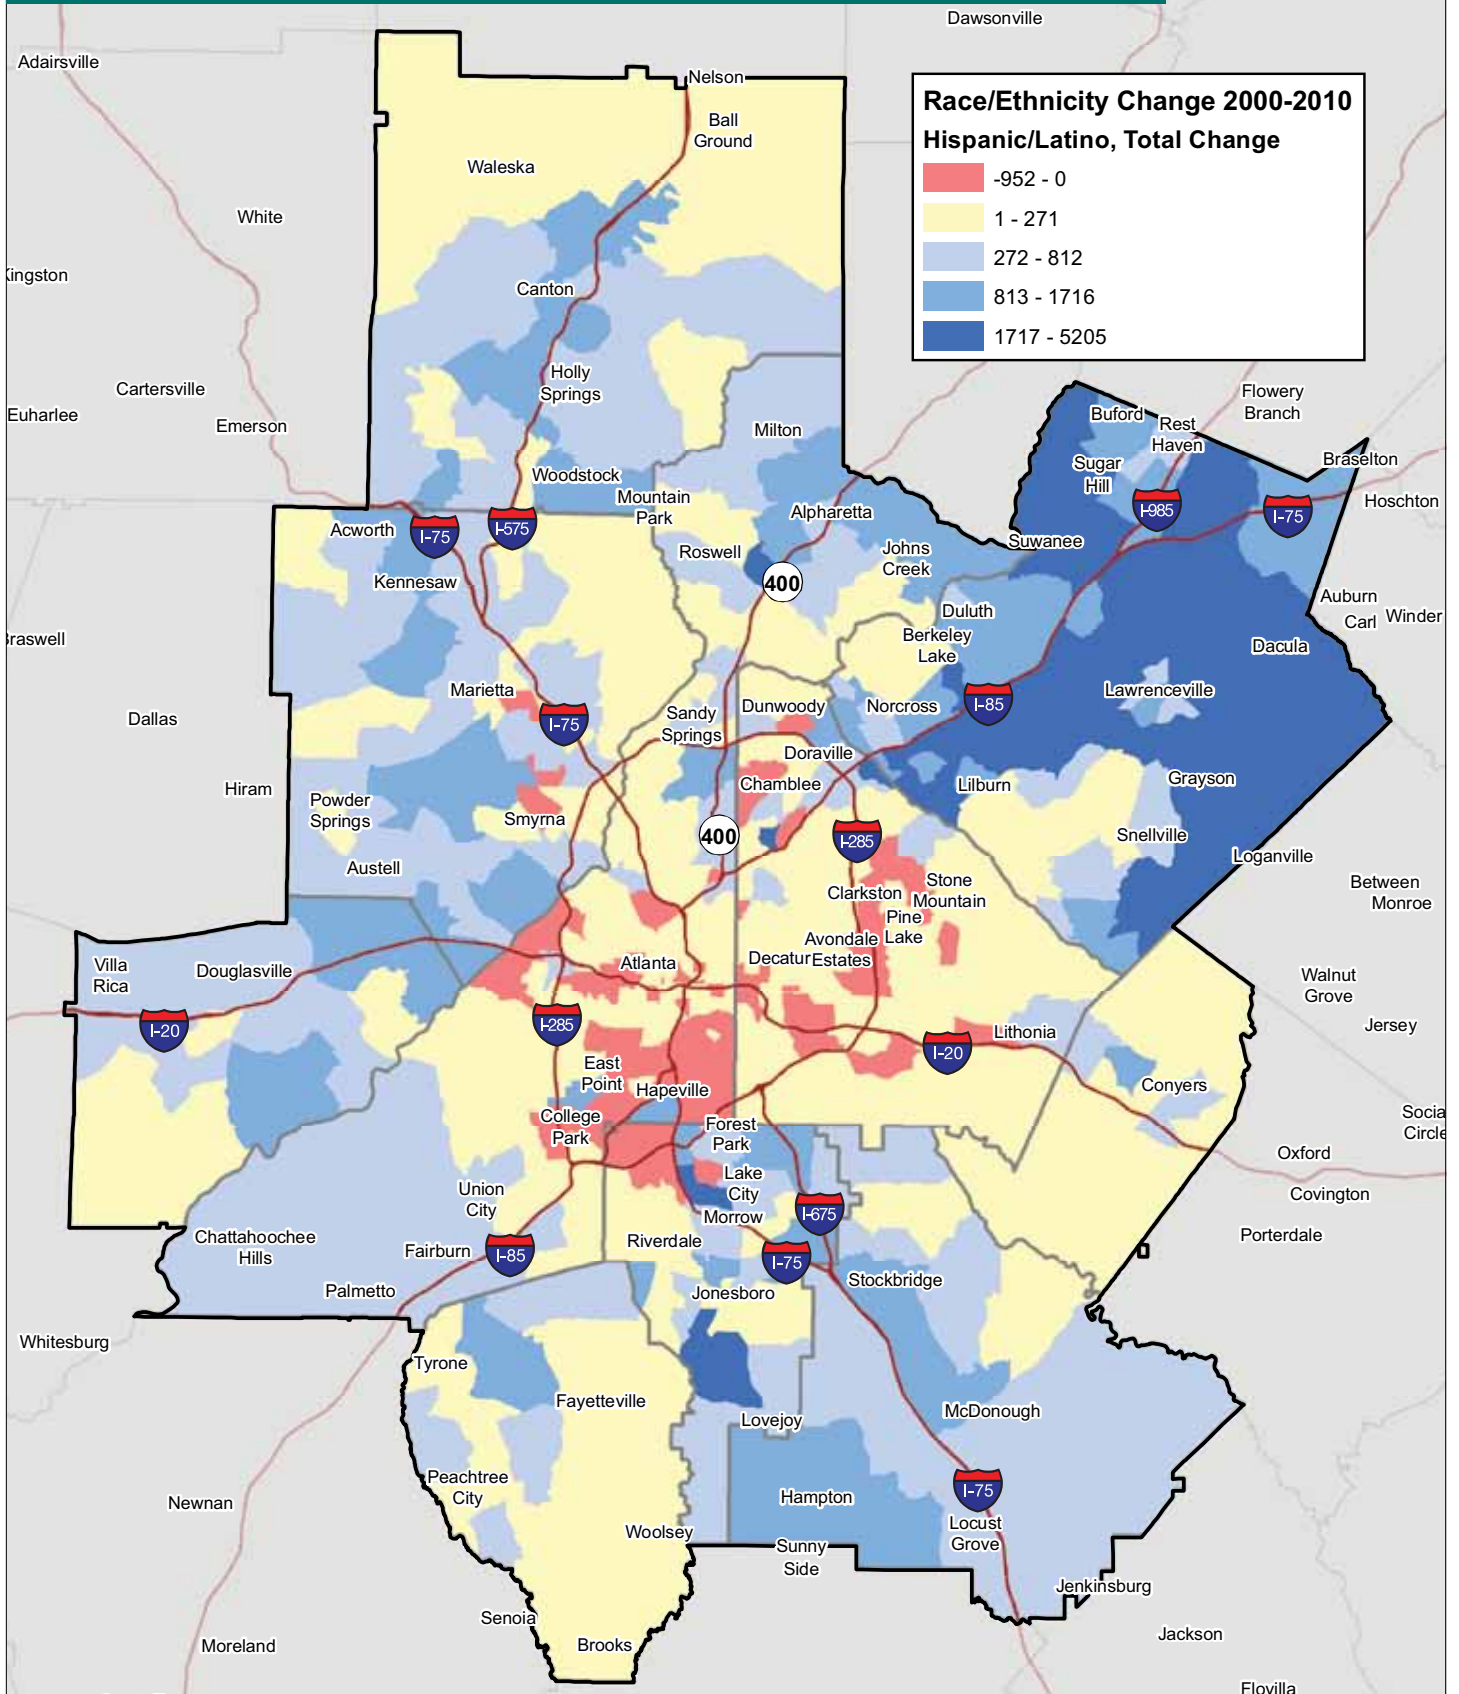 Dawsonville
Adairsville
Nelson
Race/Ethnicity Change 2000-2010
Hispanic/Latino, Total Change
-952 - 0
1 - 271
272 - 812
813 - 1716
1717 - 5205
Ball
Ground
Waleska
White
Kingston
Canton
Holly
Springs
Cartersville
Euharlee
Emerson
Flowery
Branch
Buford
Rest
Haven
Milton
Sugar
Hill
Braselton
Woodstock
Mountain
Park
Hoschton
I-985
I-75
Alpharetta
Acworth
I-75
I-575
Roswell
Johns
Creek
Suwanee
Kennesaw
400
Auburn
Carl
Winder
Duluth
Braswell
Berkeley
Lake
Dacula
Marietta
Lawrenceville
Dallas
I-75
Sandy
Springs
Dunwoody
Norcross
I-85
Doraville
Hiram
Chamblee
Lilburn
Grayson
Powder
Springs
Smyrna
400
I-285
Snellville
Loganville
Austell
Clarkston
Stone
Mountain
Between
Monroe
Pine
Lake
Avondale
Estates
Decatur
Atlanta
Villa
Rica
Douglasville
Walnut
Grove
I-20
I-285
Lithonia
Jersey
I-20
East
Point
Hapeville
Conyers
College
Park
Forest
Park
Social
Circle
Oxford
Lake
City
Union
City
Covington
Morrow
I-675
Porterdale
Chattahoochee
Hills
Fairburn
I-85
Riverdale
I-75
Stockbridge
Palmetto
Jonesboro
Whitesburg
Tyrone
Fayetteville
McDonough
Lovejoy
Peachtree
City
Newnan
Hampton
I-75
Locust
Grove
Woolsey
Sunny
Side
Jenkinsburg
Senoia
Moreland
Brooks
Jackson
Flovilla